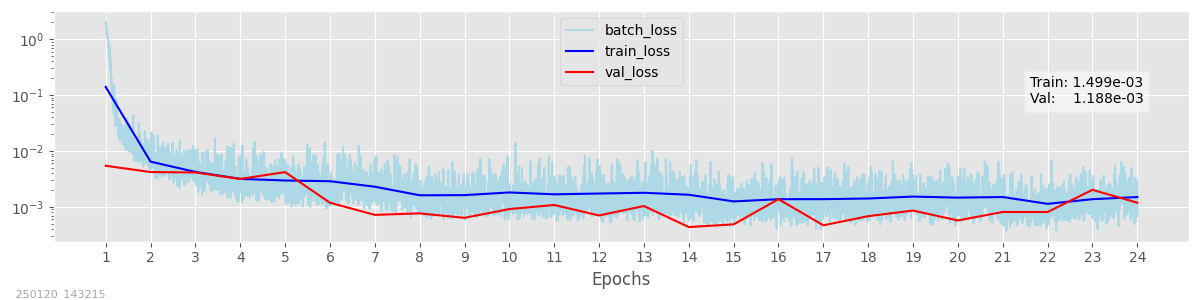 10⁰
10⁻¹
10⁻²
10⁻³
batch_loss
train_loss
val_loss
Train: 1.499e-03
Val: 1.188e-03
1 2 3 4 5 6 7 8 9 10 11 12 13 14 15 16 17 18 19 20 21 22 23 24
Epochs
250120_143215